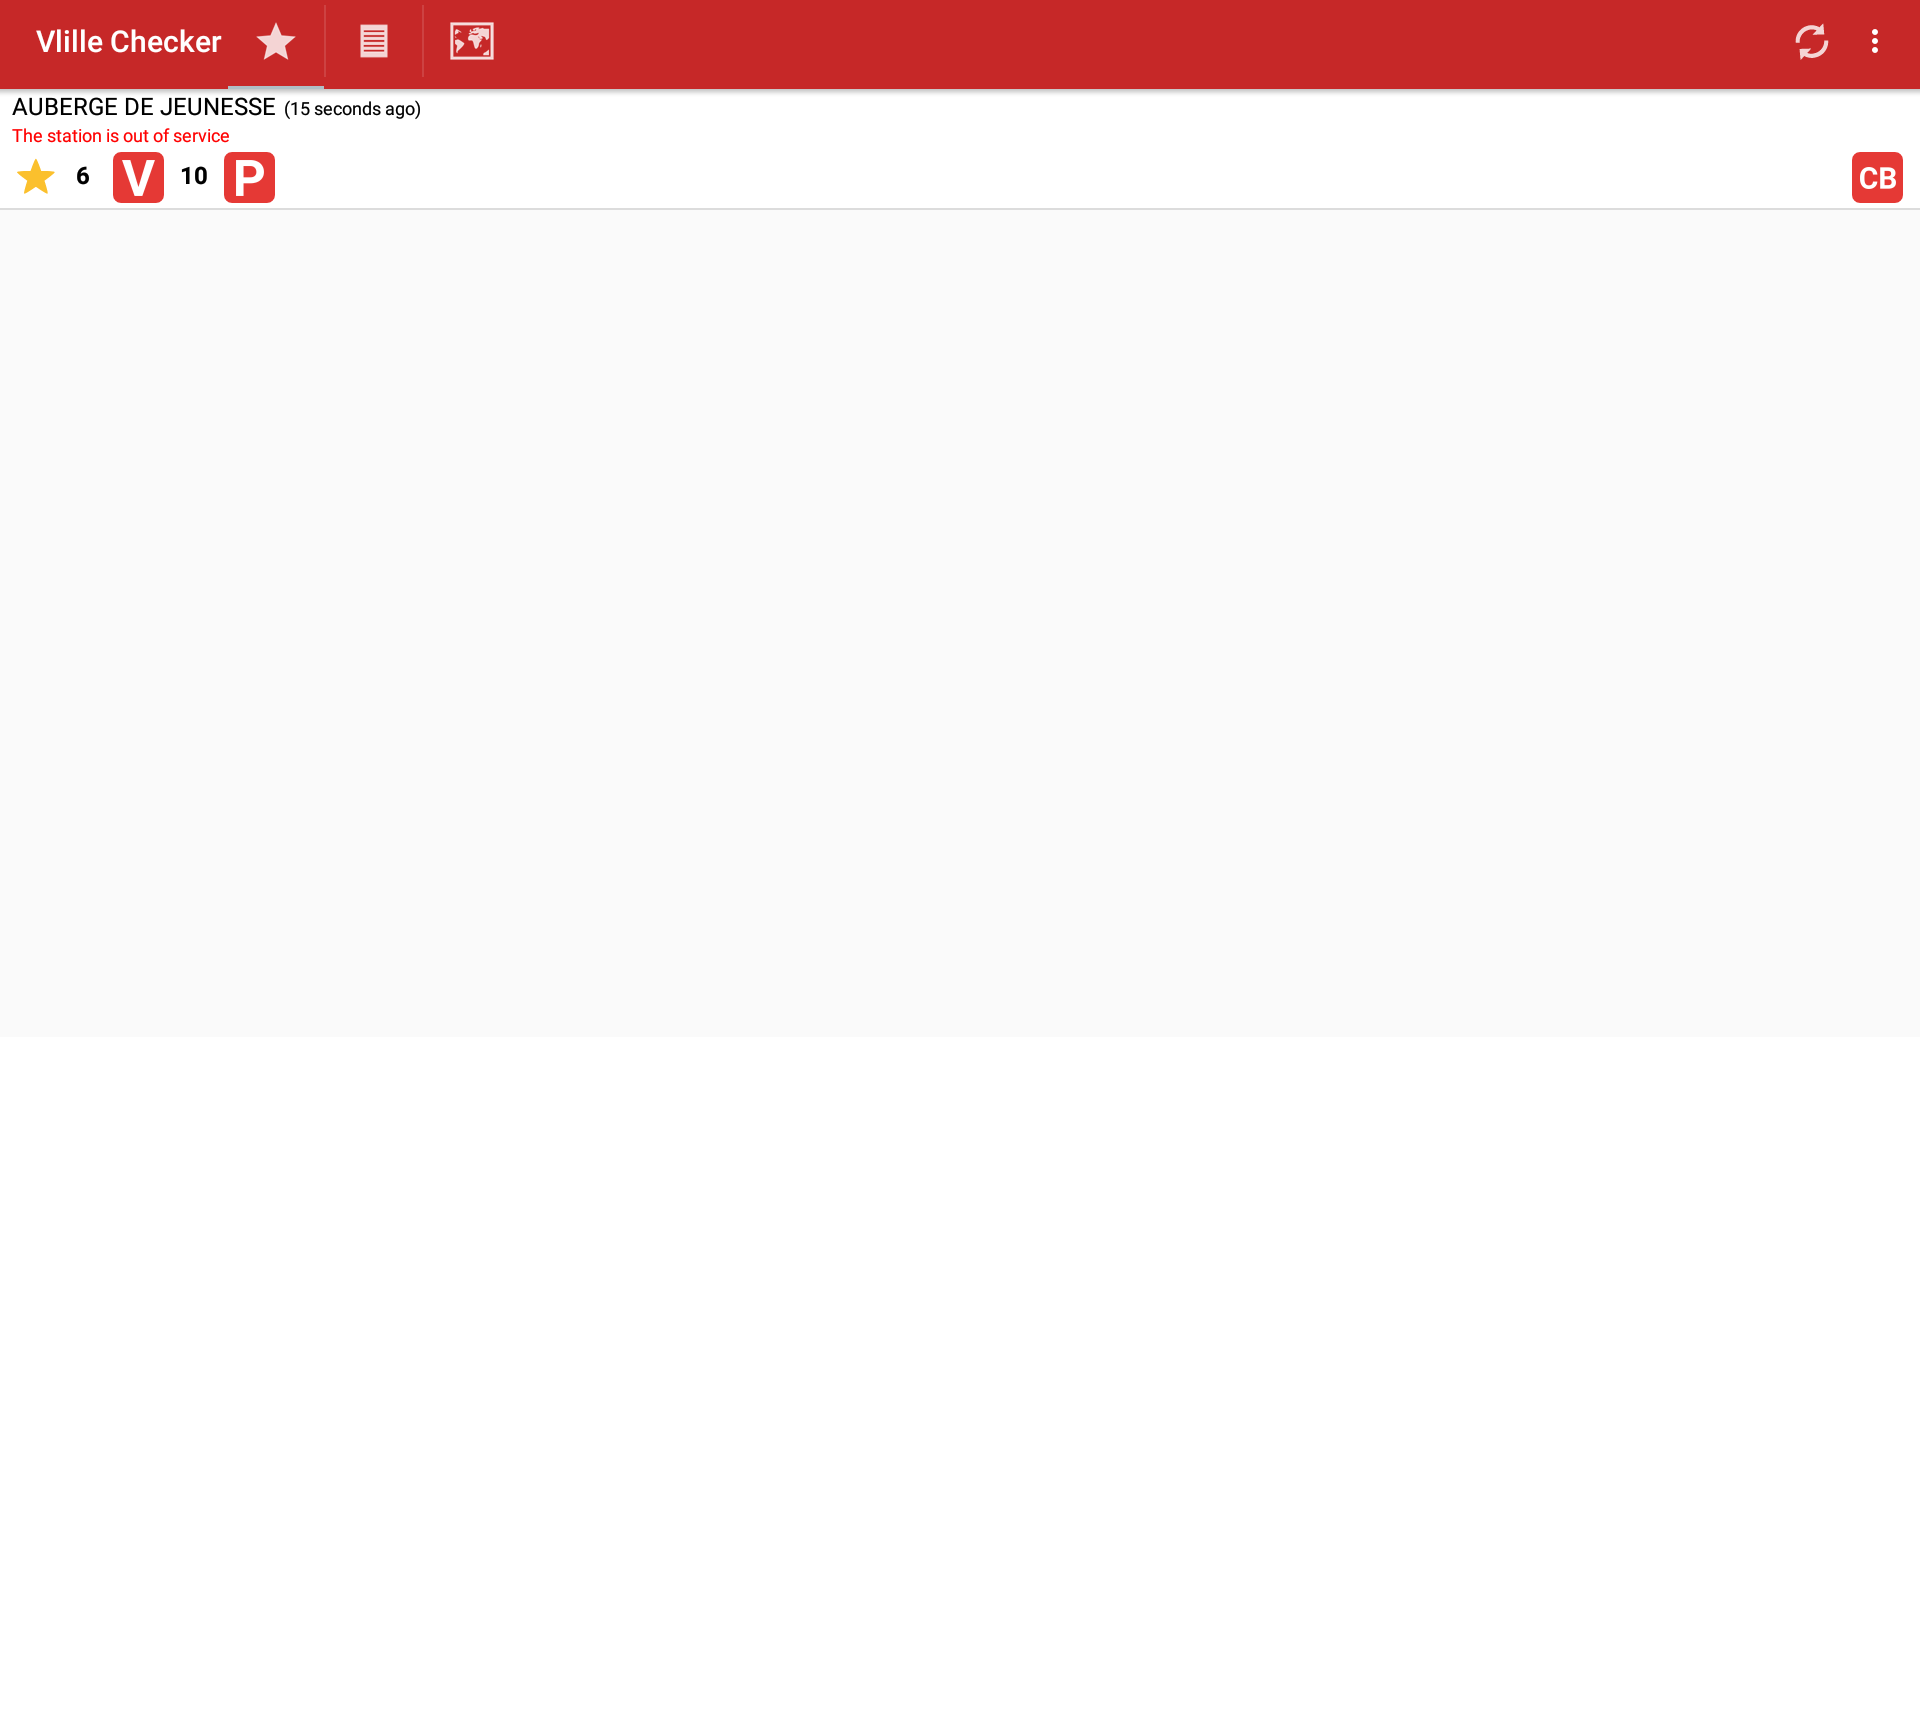 Vlille Checker
AUBERGE DE JEUNESSE (15 seconds ago)
The station is out of service
6 V 10 P CB